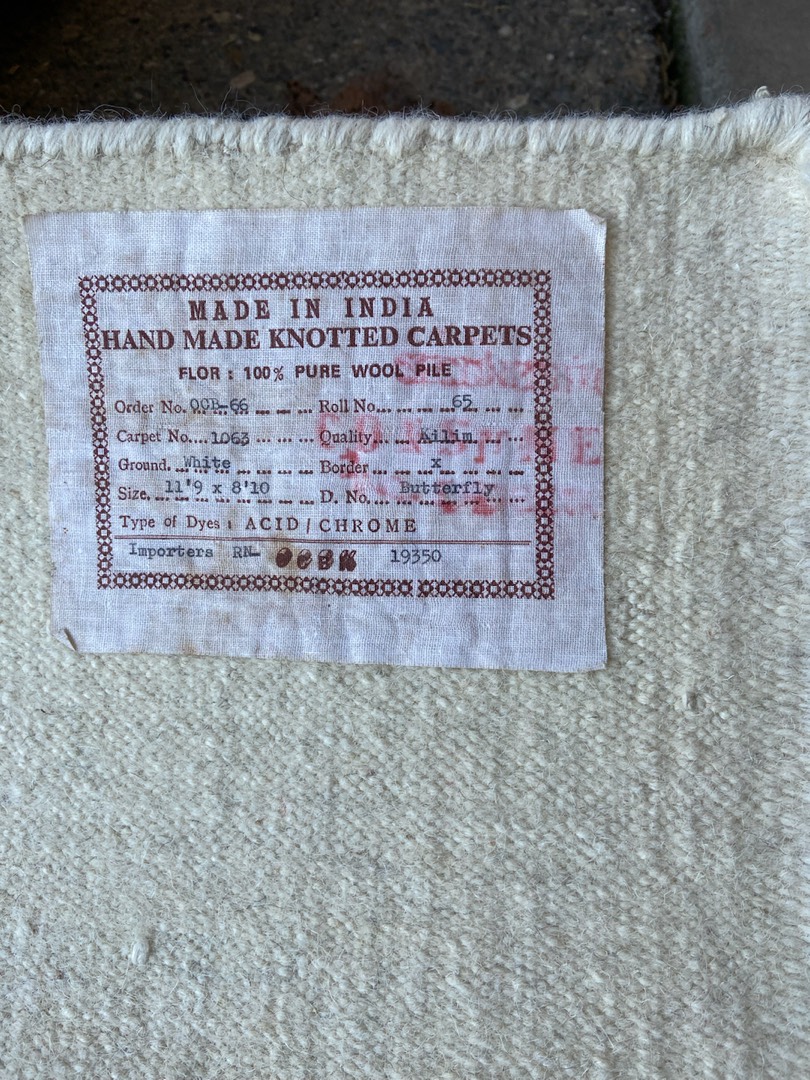 MADE IN INDIA
HAND MADE KNOTTED CARPETS
FLOR : 100% PURE WOOL PILE
Order No. OCB-66 Roll No. 65
Carpet No. 1063 Quality Kilim
Ground. White Border x
Size. 11'9 x 8'10 D. No. Butterfly
Type of Dyes : ACID / CHROME
Importers RN- 19350